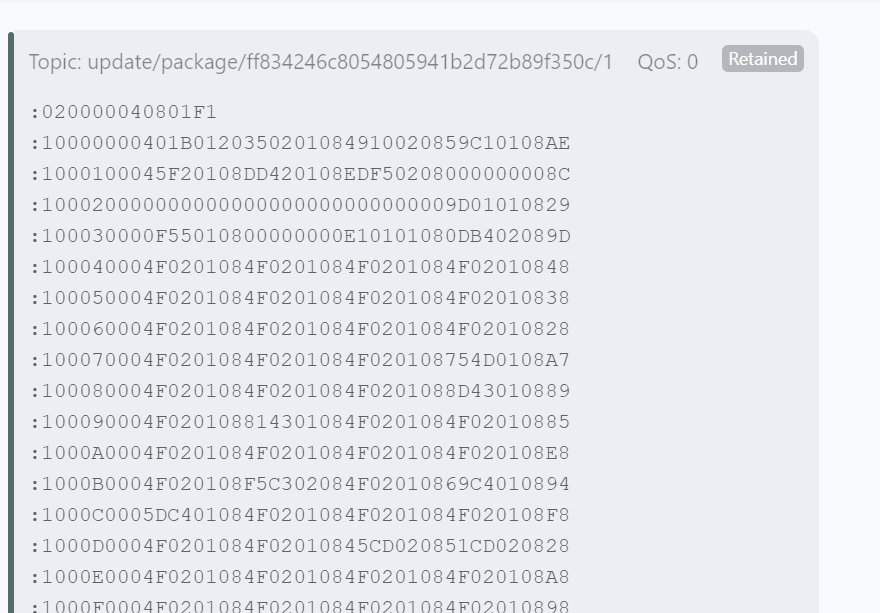 Topic: update/package/ff834246c8054805941b2d72b89f350c/1 QoS: 0 Retained
:020000040801F1
:10000000401B0120350201084910020859C10108AE
:1000100045F20108DD420108EDF50208000000008C
:10002000000000000000000000000000009D01010829
:100030000F55010800000000E10101080DB402089D
:100040004F0201084F0201084F0201084F02010848
:100050004F0201084F0201084F0201084F02010838
:100060004F0201084F0201084F0201084F02010828
:100070004F0201084F0201084F020108754D0108A7
:100080004F0201084F0201084F0201088D43010889
:100090004F020108814301084F0201084F02010885
:1000A0004F0201084F0201084F0201084F020108E8
:1000B0004F020108F5C302084F02010869C4010894
:1000C0005DC401084F0201084F0201084F020108F8
:1000D0004F0201084F02010845CD020851CD020828
:1000E0004F0201084F0201084F0201084F020108A8
:1000F0004F0201084F0201084F0201084F02010898